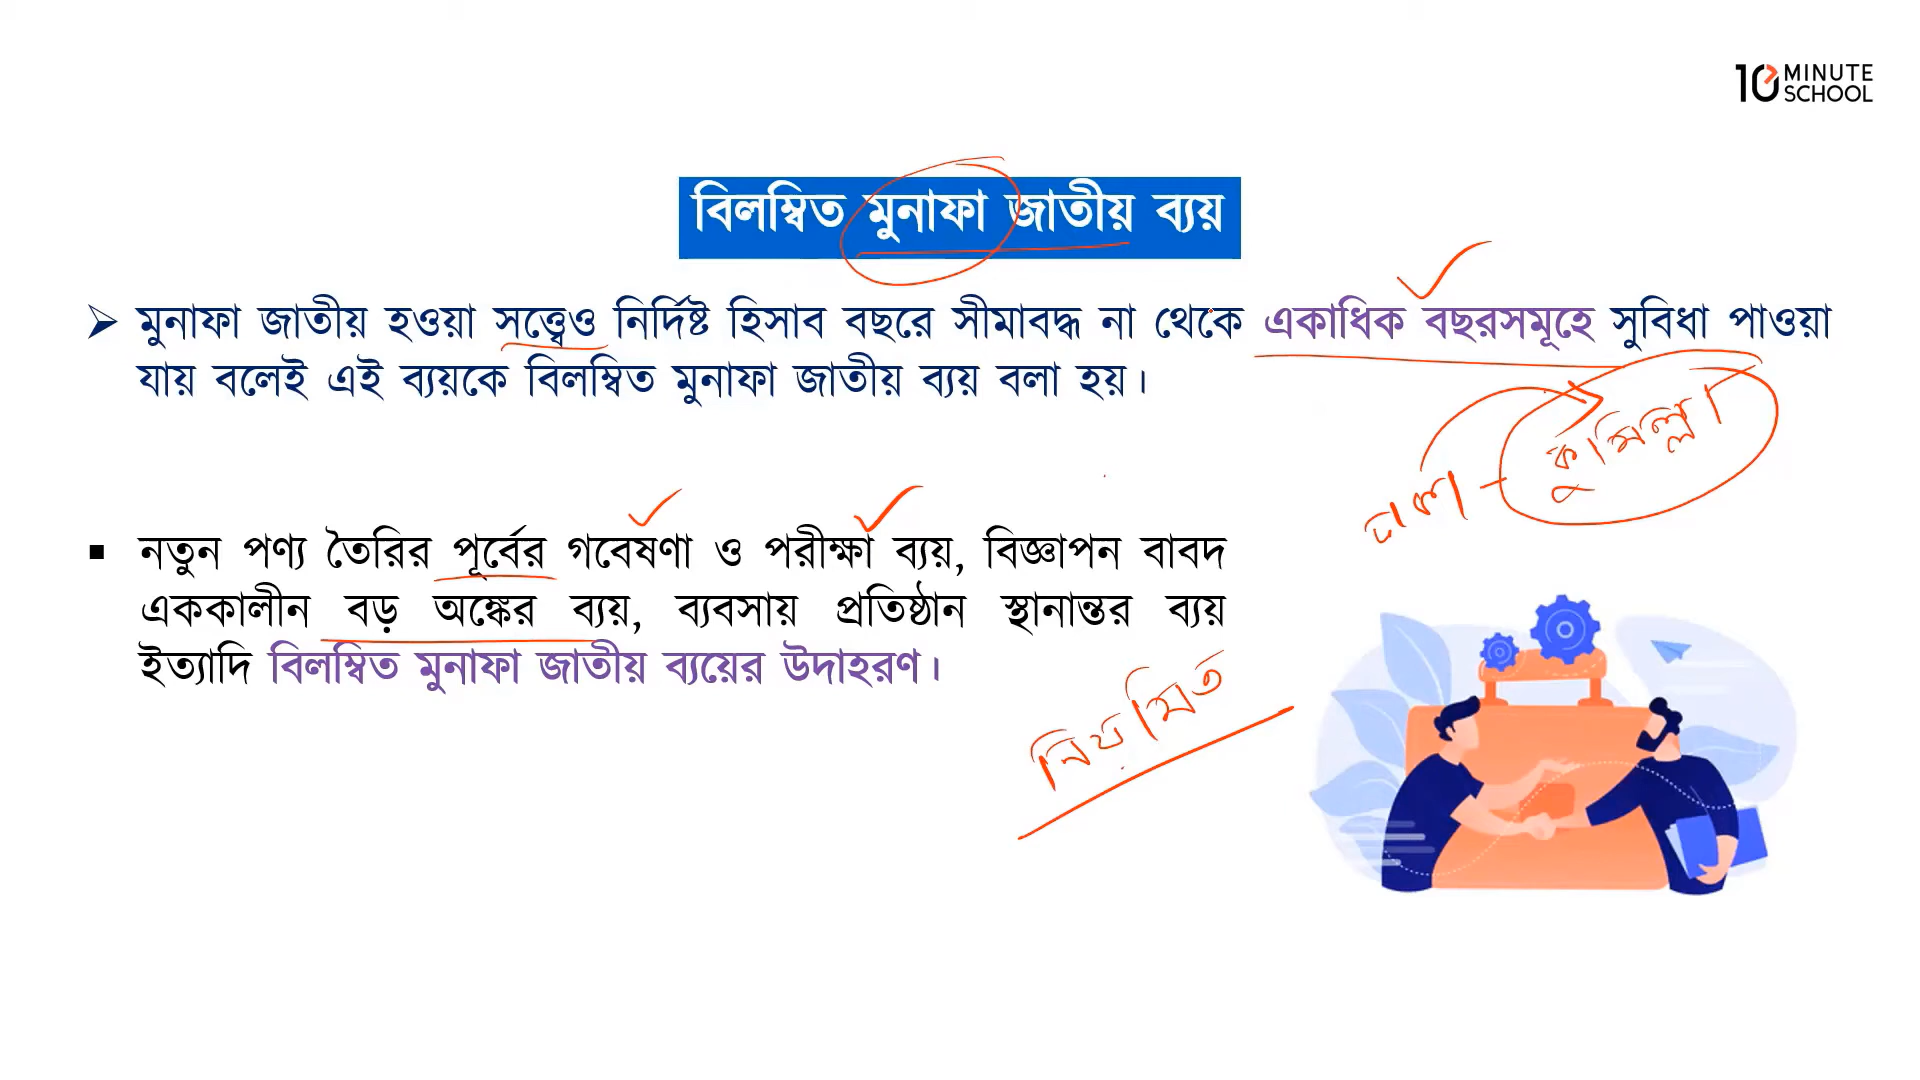 10 MINUTE
SCHOOL
বিলম্বিত মুনাফা জাতীয় ব্যয়
মুনাফা জাতীয় হওয়া সত্ত্বেও নির্দিষ্ট হিসাব বছরে সীমাবদ্ধ না থেকে একাধিক বছরসমূহে সুবিধা পাওয়া
যায় বলেই এই ব্যয়কে বিলম্বিত মুনাফা জাতীয় ব্যয় বলা হয়।
কুমিল্লা
নতুন পণ্য তৈরির পূর্বের গবেষণা ও পরীক্ষা ব্যয়, বিজ্ঞাপন বাবদ
এককালীন বড় অঙ্কের ব্যয়, ব্যবসায় প্রতিষ্ঠান স্থানান্তর ব্যয়
ইত্যাদি বিলম্বিত মুনাফা জাতীয় ব্যয়ের উদাহরণ।
নিয়মিত